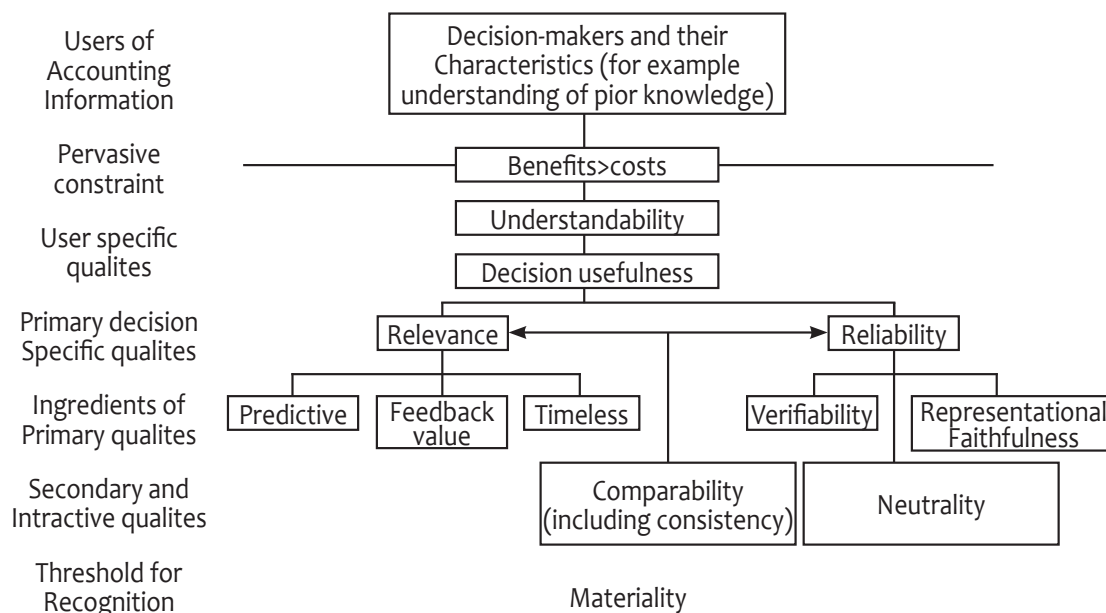 Users of
Accounting
Information
Decision-makers and their
Characteristics (for example
understanding of pior knowledge)
Pervasive
constraint
Benefits>costs
Understandability
User specific
qualites
Decision usefulness
Primary decision
Specific qualites
Relevance
Reliability
Ingredients of
Primary qualites
Predictive
Feedback
value
Timeless
Verifiability
Representational
Faithfulness
Secondary and
Intractive qualites
Comparability
(including consistency)
Neutrality
Threshold for
Recognition
Materiality